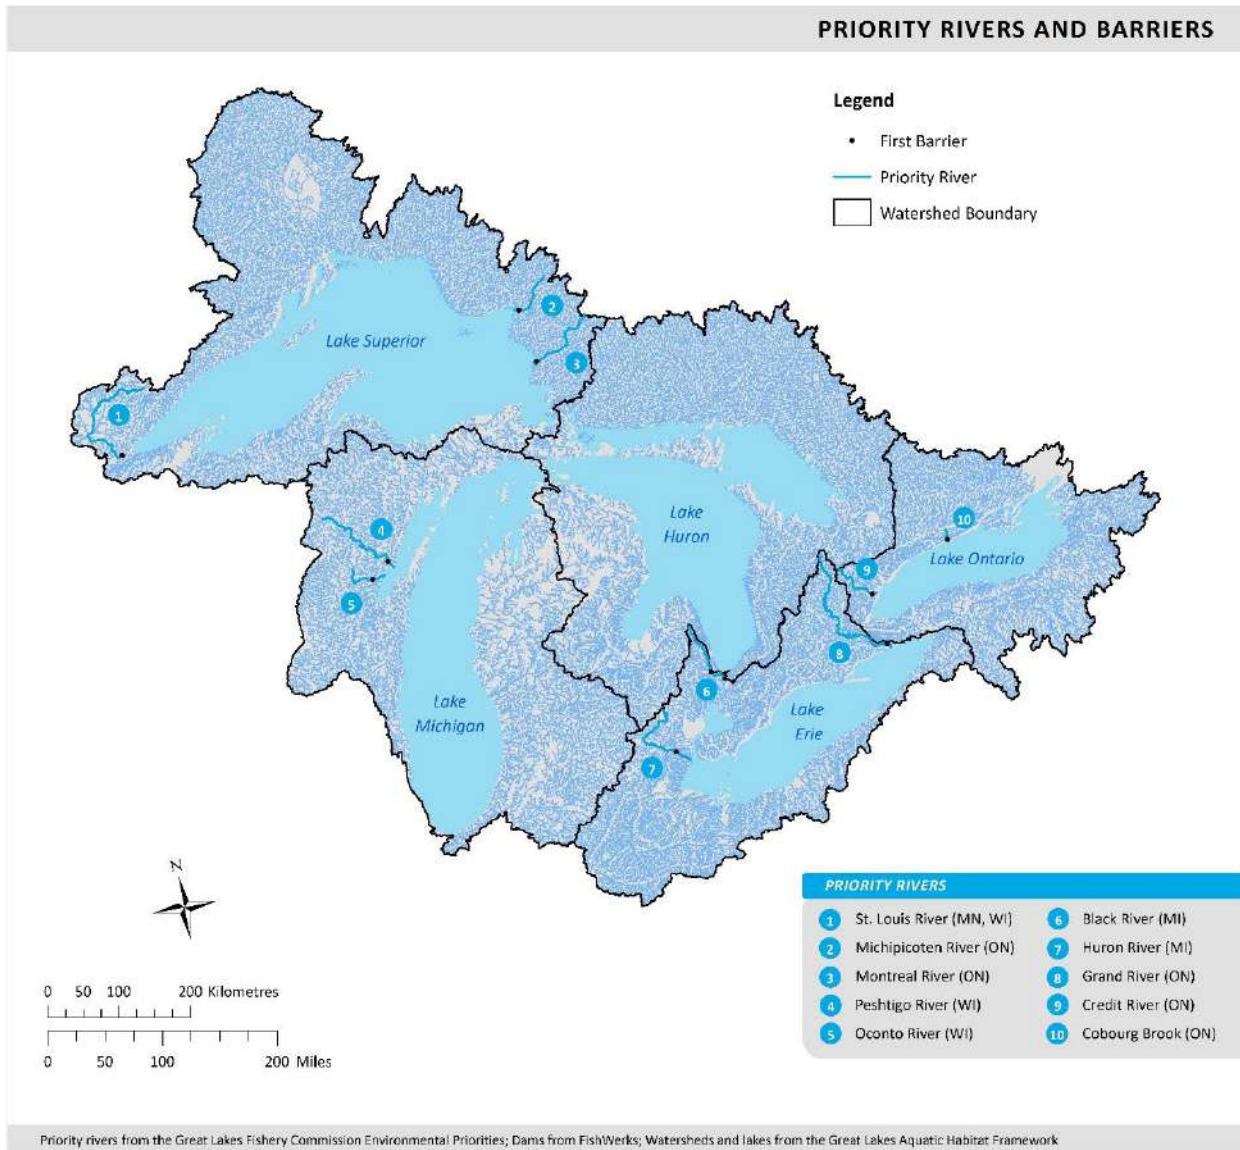 PRIORITY RIVERS AND BARRIERS
Legend
First Barrier
Priority River
Watershed Boundary
2
Lake Superior
3
1
Lake
Huron
4
10
Lake Ontario
9
5
8
6
Lake
Michigan
Lake
Erie
7
N
PRIORITY RIVERS
1 St. Louis River (MN, WI)
2 Michipicoten River (ON)
3 Montreal River (ON)
4 Peshtigo River (WI)
5 Oconto River (WI)
6 Black River (MI)
7 Huron River (MI)
8 Grand River (ON)
9 Credit River (ON)
10 Cobourg Brook (ON)
0 50 100 200 Kilometres
0 50 100 200 Miles
Priority rivers from the Great Lakes Fishery Commission Environmental Priorities; Dams from FishWerks; Watersheds and lakes from the Great Lakes Aquatic Habitat Framework